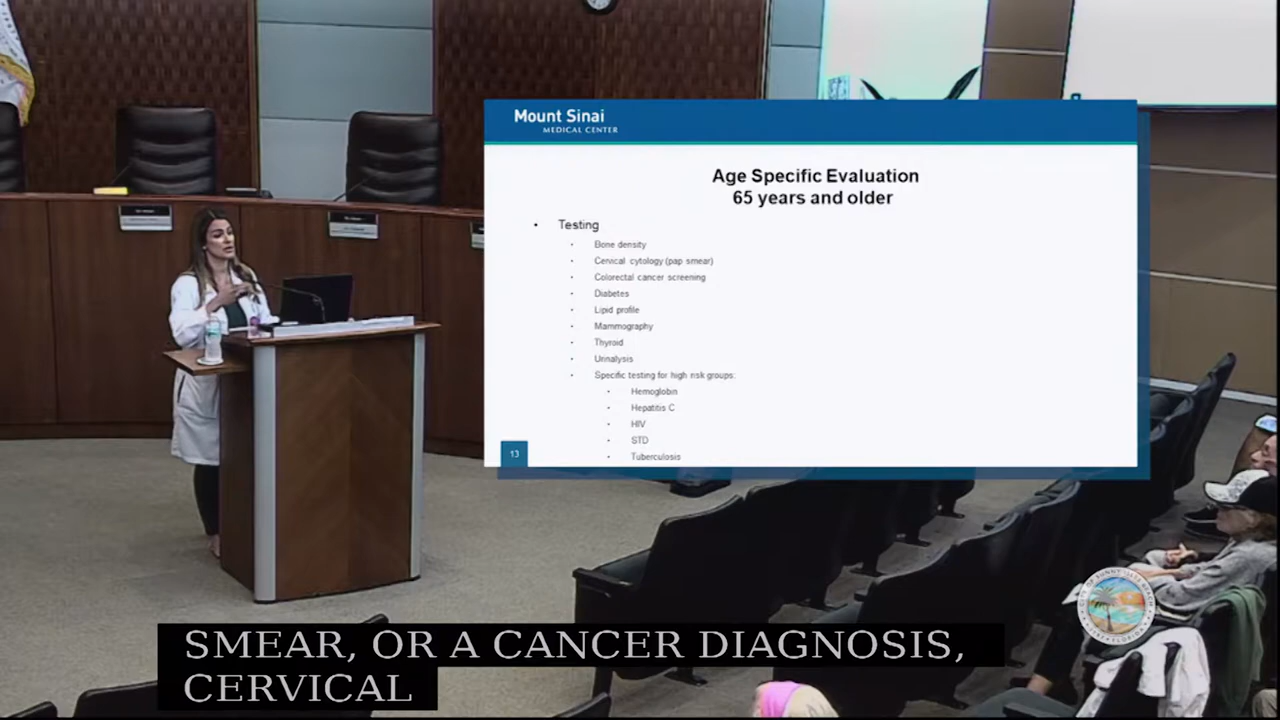 Mount Sinai
MEDICAL CENTER
Age Specific Evaluation
65 years and older
• Testing
• Bone density
• Cervical cytology (pap smear)
• Colorectal cancer screening
• Diabetes
• Lipid profile
• Mammography
• Thyroid
• Urinalysis
• Specific testing for high risk groups:
• Hemoglobin
• Hepatitis C
• HIV
• STD
• Tuberculosis
13
SMEAR, OR A CANCER DIAGNOSIS,
CERVICAL